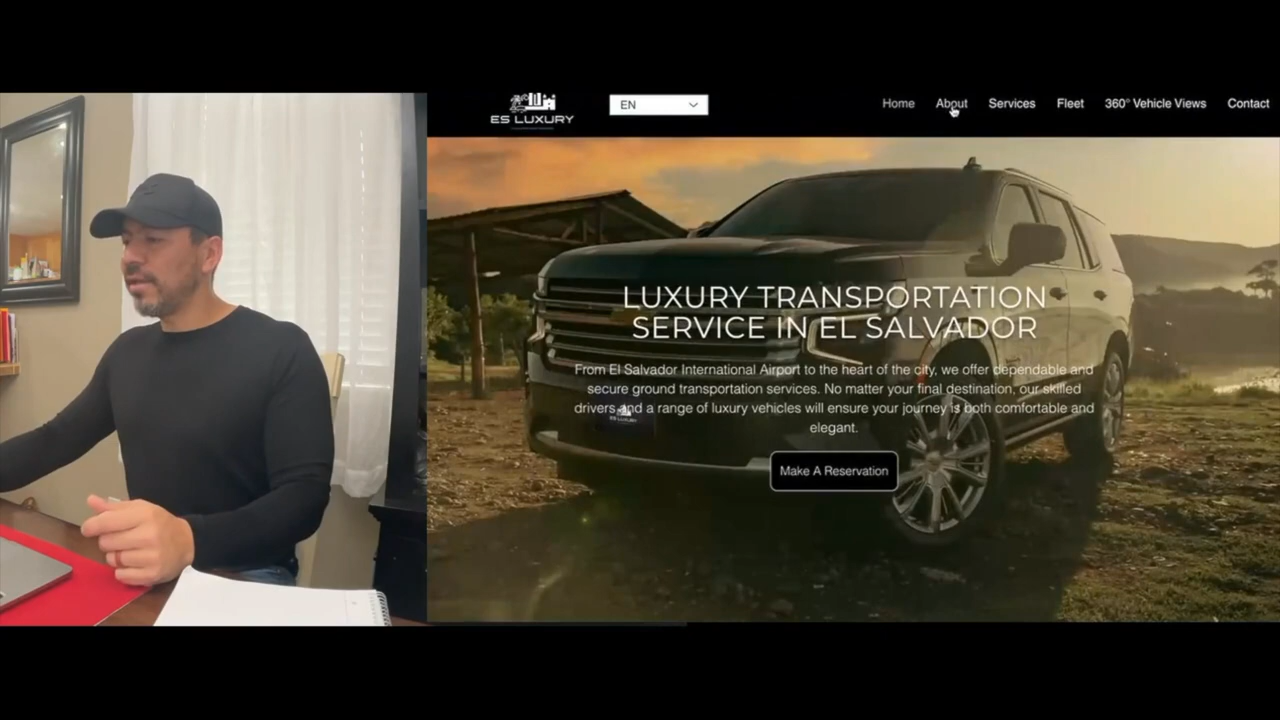 ES LUXURY
EN
Home
About
Services
Fleet
360° Vehicle Views
Contact
LUXURY TRANSPORTATION
SERVICE IN EL SALVADOR
From El Salvador International Airport to the heart of the city, we offer dependable and
secure ground transportation services. No matter your final destination, our skilled
drivers and a range of luxury vehicles will ensure your journey is both comfortable and
elegant.
ES LUXURY
Make A Reservation